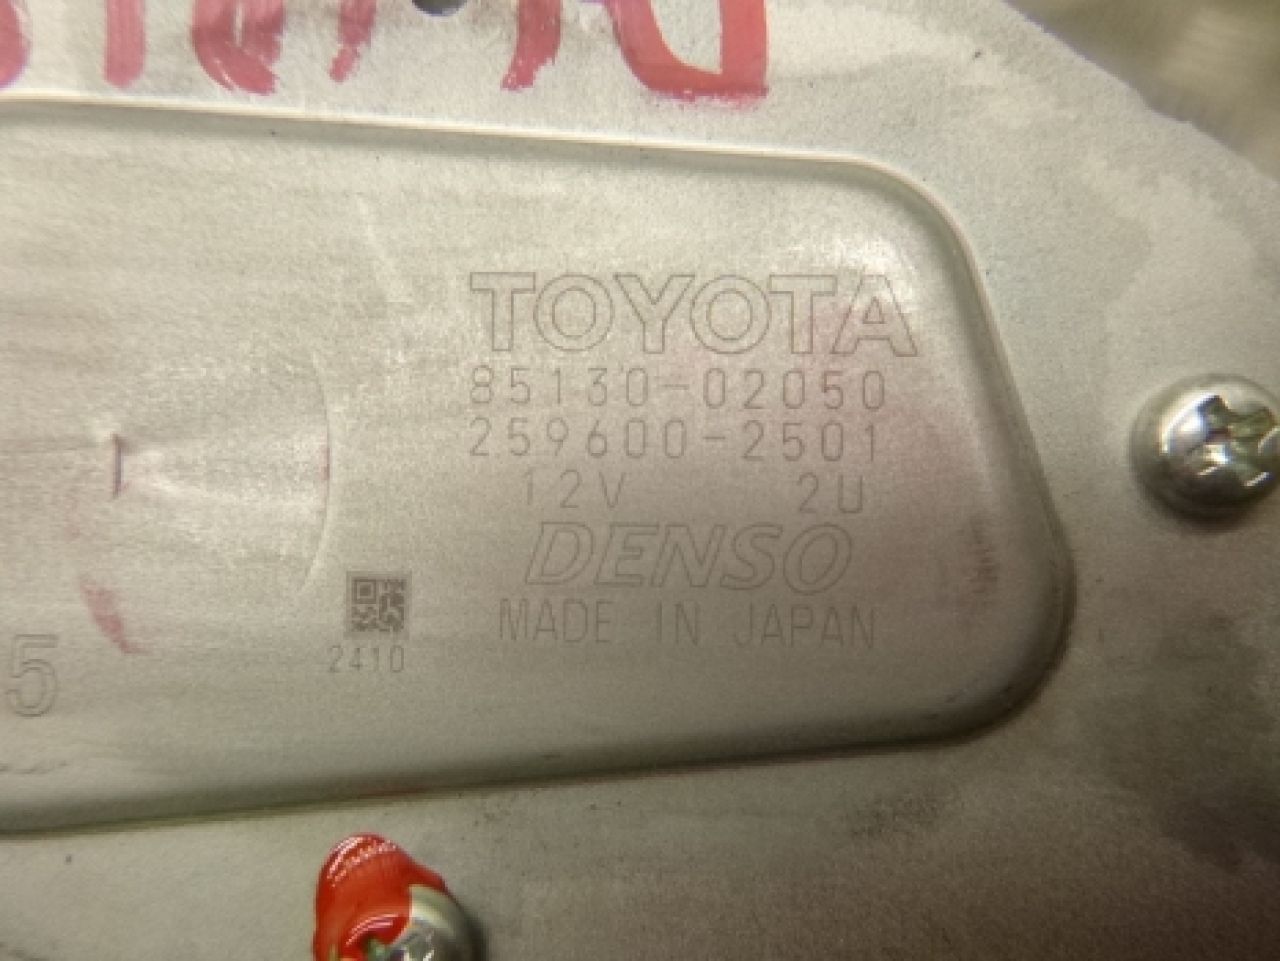 TOYOTA
85130-02050
259600-2501
12V 2U
DENSO
MADE IN JAPAN
2410
5